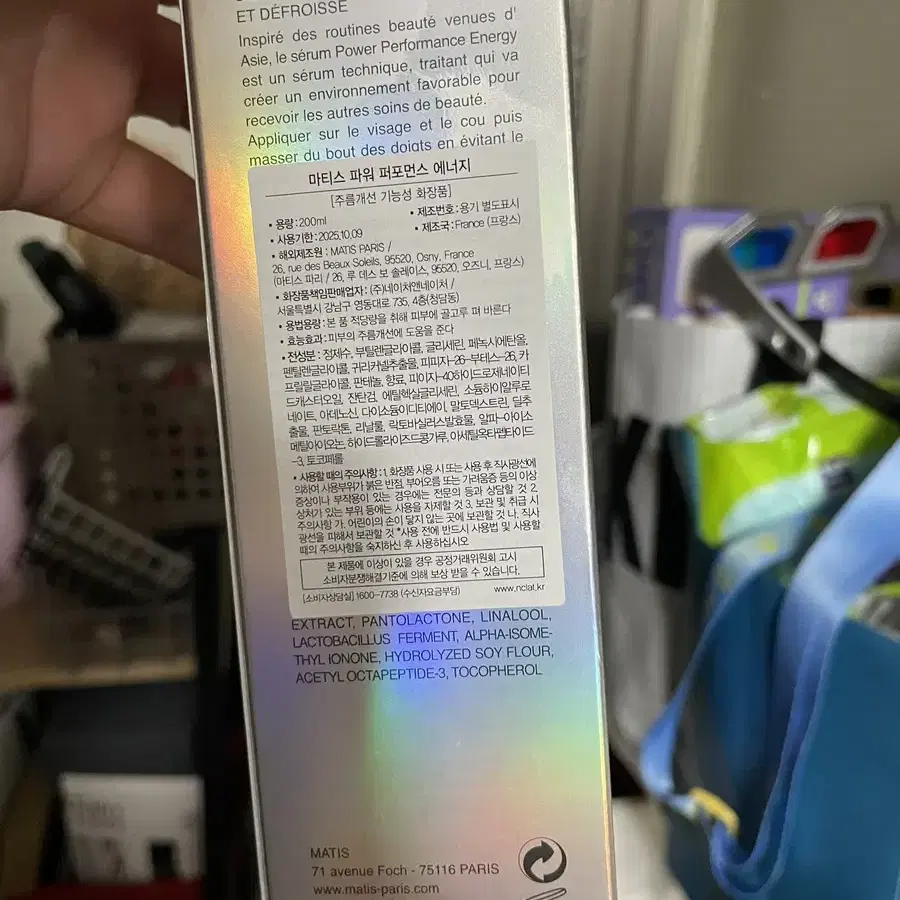 ET DÉFROISSE
Inspiré des routines beauté venues d'
Asie, le sérum Power Performance Energy
est un sérum technique, traitant qui va
créer un environnement favorable pour
recevoir les autres soins de beauté.
Appliquer sur le visage et le cou puis
masser du bout des doigts en évitant le
마티스 파워 퍼포먼스 에너지
[주름개선 기능성 화장품]
• 용량 : 200ml • 제조번호 : 용기 별도표시
• 사용기한 : 2025.10.09 • 제조국 : France (프랑스)
• 해외제조원 : MATIS PARIS /
26, rue des Beaux Soleils, 95520, Osny, France
(마티스 파리 / 26, 루 데스 보 솔레이스, 95520, 오즈니, 프랑스)
• 화장품책임판매업자 : (주)네이처앤네이처 /
서울특별시 강남구 영동대로 735, 4층(청담동)
• 용법용량 : 본 품 적당량을 취해 피부에 골고루 펴 바른다
• 효능효과 : 피부의 주름개선에 도움을 준다
• 전성분 : 정제수, 부틸렌글라이콜, 글리세린, 페녹시에탄올,
펜틸렌글라이콜, 귀리커넬추출물, 피피지-26-부테스-26, 카
프릴릴글라이콜, 판테놀, 향료, 피이지-40하이드로제네이티
드캐스터오일, 잔탄검, 에틸헥실글리세린, 소듐하이알루로
네이트, 아데노신, 다이소듐이디티에이, 말토덱스트린, 딜추
출물, 판토락톤, 리날룰, 락토바실러스발효물, 알파-아이소
메틸아이오논, 하이드롤라이즈드콩가루, 아세틸옥타펩타이드
-3, 토코페롤
• 사용할 때의 주의사항 : 1. 화장품 사용 시 또는 사용 후 직사광선에
의하여 사용부위가 붉은 반점, 부어오름 또는 가려움증 등의 이상
증상이나 부작용이 있는 경우에는 전문의 등과 상담할 것 2.
상처가 있는 부위 등에는 사용을 자제할 것 3. 보관 및 취급 시
주의사항 가. 어린이의 손이 닿지 않는 곳에 보관할 것 나. 직사
광선을 피해서 보관할 것 *사용 전에 반드시 사용법 및 사용할
때의 주의사항을 숙지하신 후 사용하십시오
본 제품에 이상이 있을 경우 공정거래위원회 고시
소비자분쟁해결기준에 의해 보상 받을 수 있습니다.
[소비자상담실] 1600-7738 (수신자요금부담) www.nciat.kr
EXTRACT, PANTOLACTONE, LINALOOL,
LACTOBACILLUS FERMENT, ALPHA-ISOME-
THYL IONONE, HYDROLYZED SOY FLOUR,
ACETYL OCTAPEPTIDE-3, TOCOPHEROL
MATIS
71 avenue Foch - 75116 PARIS
www.matis-paris.com